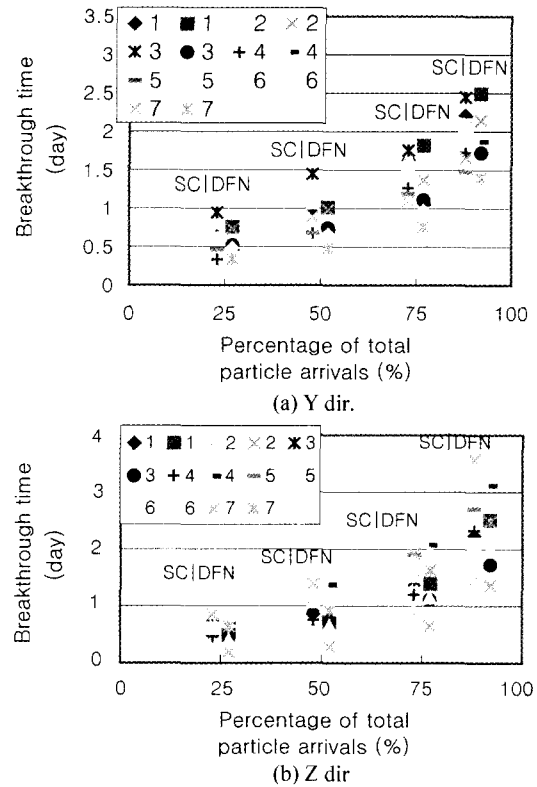 3.5
3
2.5
2
1.5
1
0.5
0
Breakthrough time
(day)
1 1 2 2
3 3 4 4
5 5 6 6
7 7
SC|DFN
SC|DFN
SC|DFN
SC|DFN
0 25 50 75 100
Percentage of total
particle arrivals (%)
(a) Y dir.
4
3
2
1
0
Breakthrough time
(day)
1 1 2 2 3
3 4 4 5 5
6 6 7 7
SC|DFN
SC|DFN
SC|DFN
SC|DFN
0 25 50 75 100
Percentage of total
particle arrivals (%)
(b) Z dir